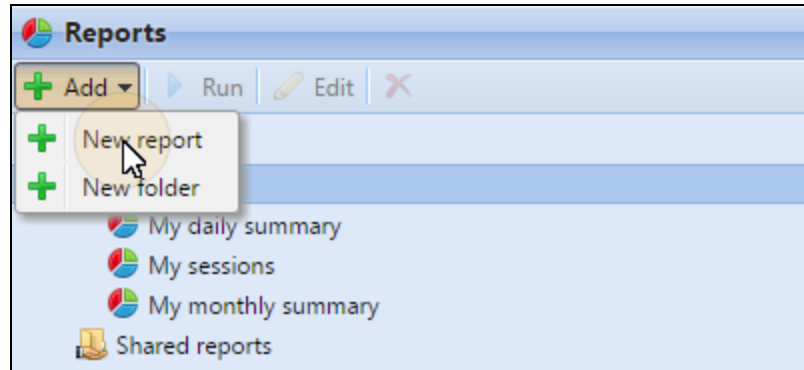 Reports
Add Run Edit
New report
New folder
My daily summary
My sessions
My monthly summary
Shared reports